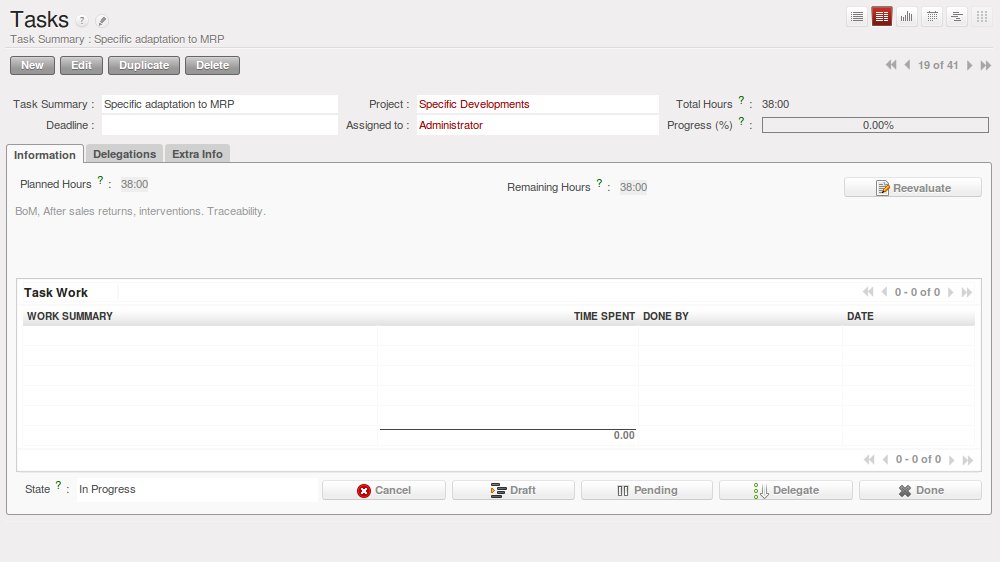 Tasks ?
Task Summary : Specific adaptation to MRP
New Edit Duplicate Delete 19 of 41
Task Summary : Specific adaptation to MRP Project : Specific Developments Total Hours ? : 38:00
Deadline : Assigned to : Administrator Progress (%) ? : 0.00%
Information Delegations Extra Info
Planned Hours ? : 38:00 Remaining Hours ? : 38:00 Reevaluate
BoM, After sales returns, interventions. Traceability.
Task Work 0 - 0 of 0
WORK SUMMARY TIME SPENT DONE BY DATE
0.00
0 - 0 of 0
State ? : In Progress Cancel Draft Pending Delegate Done